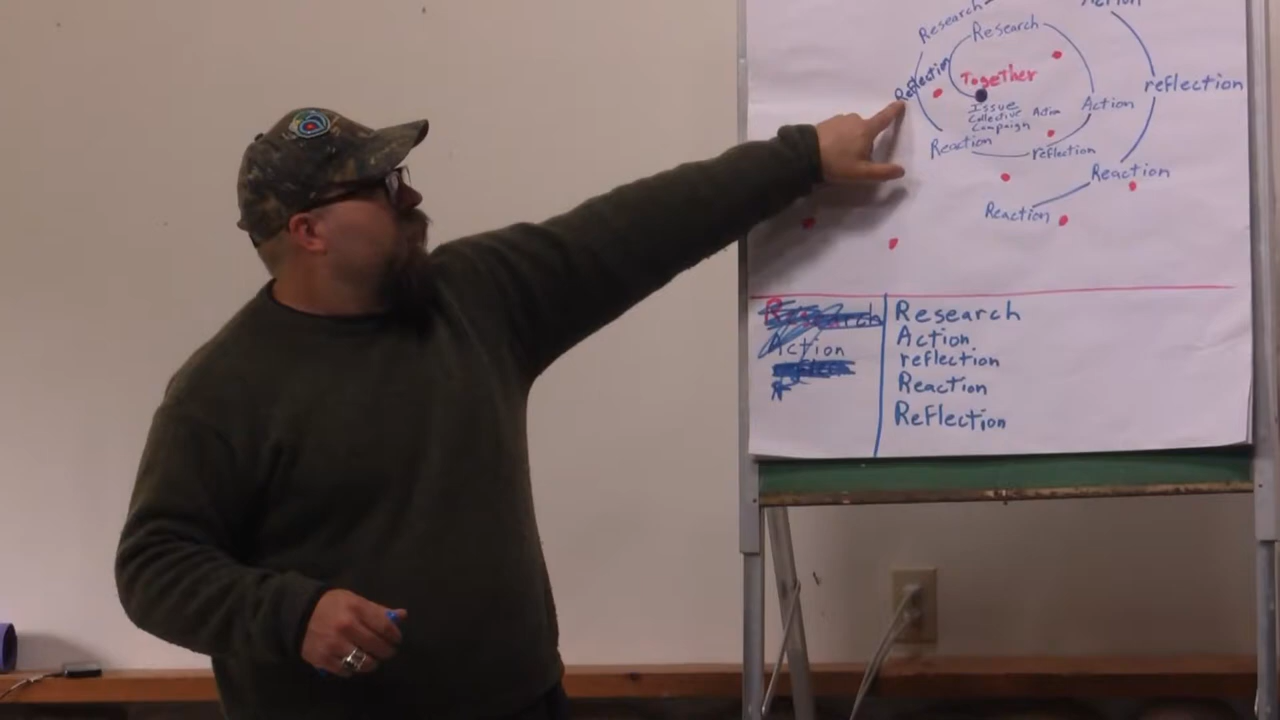 Action
Research
Research
Reflection
Together
reflection
Issue
Collective Action
Campaign
Action
Reaction
reflection
Reaction
Reaction
Research
Action
Action
reflection
Reaction
Reflection